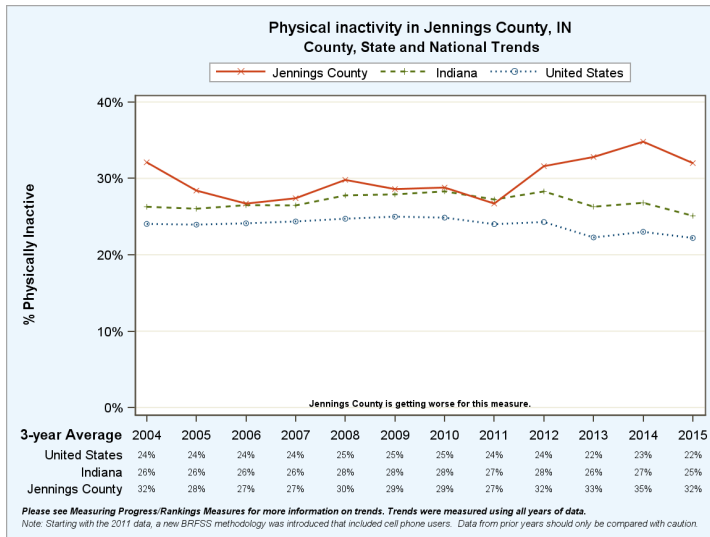 Physical inactivity in Jennings County, IN
County, State and National Trends
Jennings County Indiana United States
40%
30%
20%
10%
0%
% Physically Inactive
Jennings County is getting worse for this measure.
3-year Average 2004 2005 2006 2007 2008 2009 2010 2011 2012 2013 2014 2015
United States 24% 24% 24% 24% 25% 25% 25% 24% 24% 22% 23% 22%
Indiana 26% 26% 26% 26% 28% 28% 28% 27% 28% 26% 27% 25%
Jennings County 32% 28% 27% 27% 30% 29% 29% 27% 32% 33% 35% 32%
Please see Measuring Progress/Rankings Measures for more information on trends. Trends were measured using all years of data.
Note: Starting with the 2011 data, a new BRFSS methodology was introduced that included cell phone users. Data from prior years should only be compared with caution.